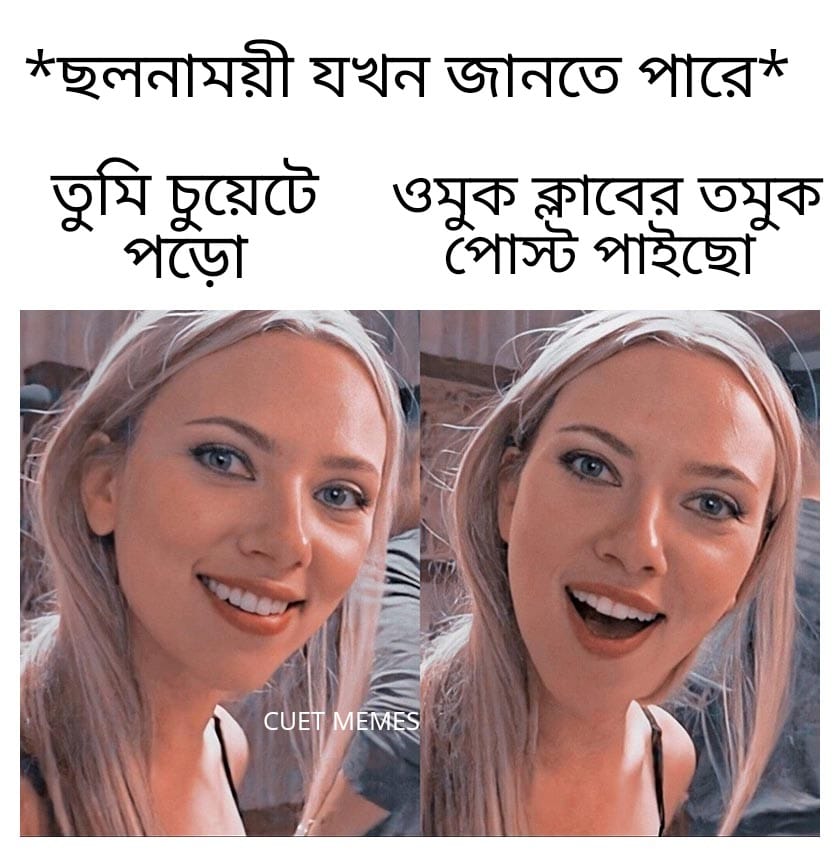 *ছলনাময়ী যখন জানতে পারে*
তুমি চুয়েটে
পড়ো
ওমুক ক্লাবের তমুক
পোস্ট পাইছো
CUET MEMES